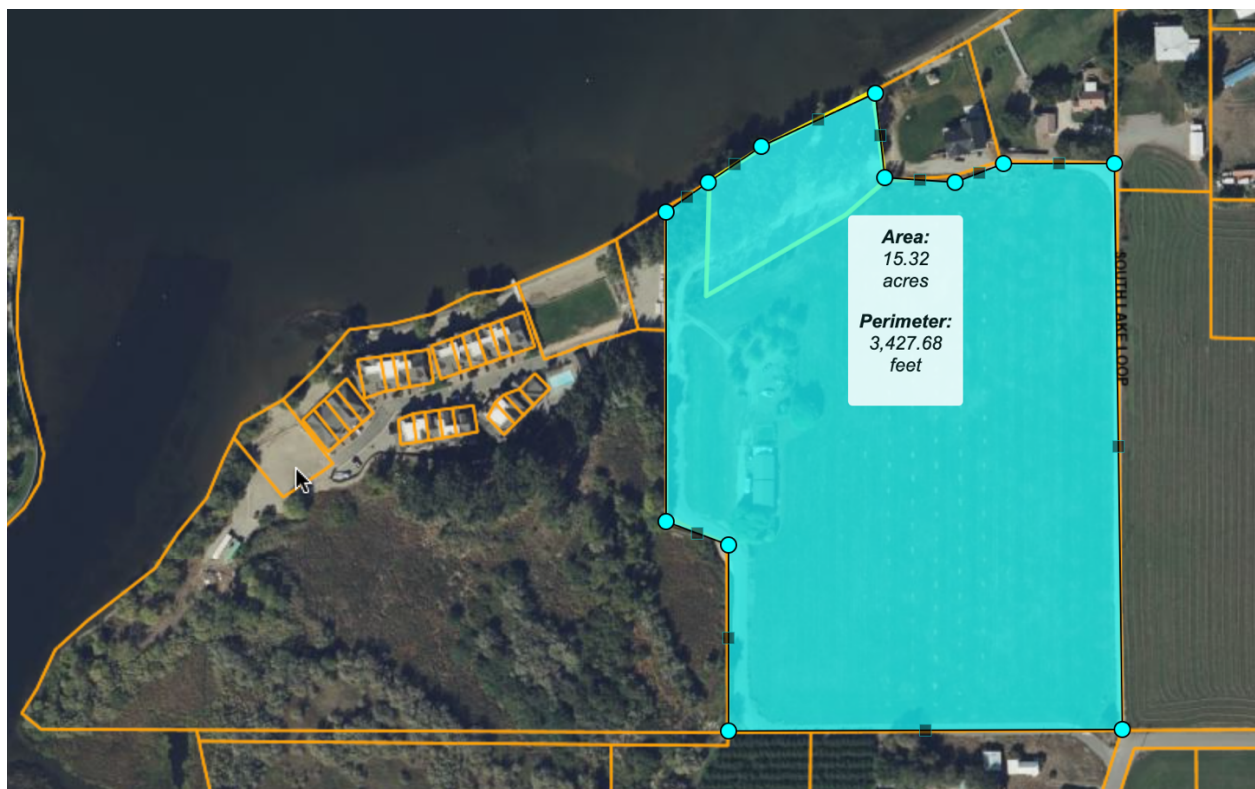 Area:
15.32
acres
Perimeter:
3,427.68
feet
SOUTH LAKE LOOP